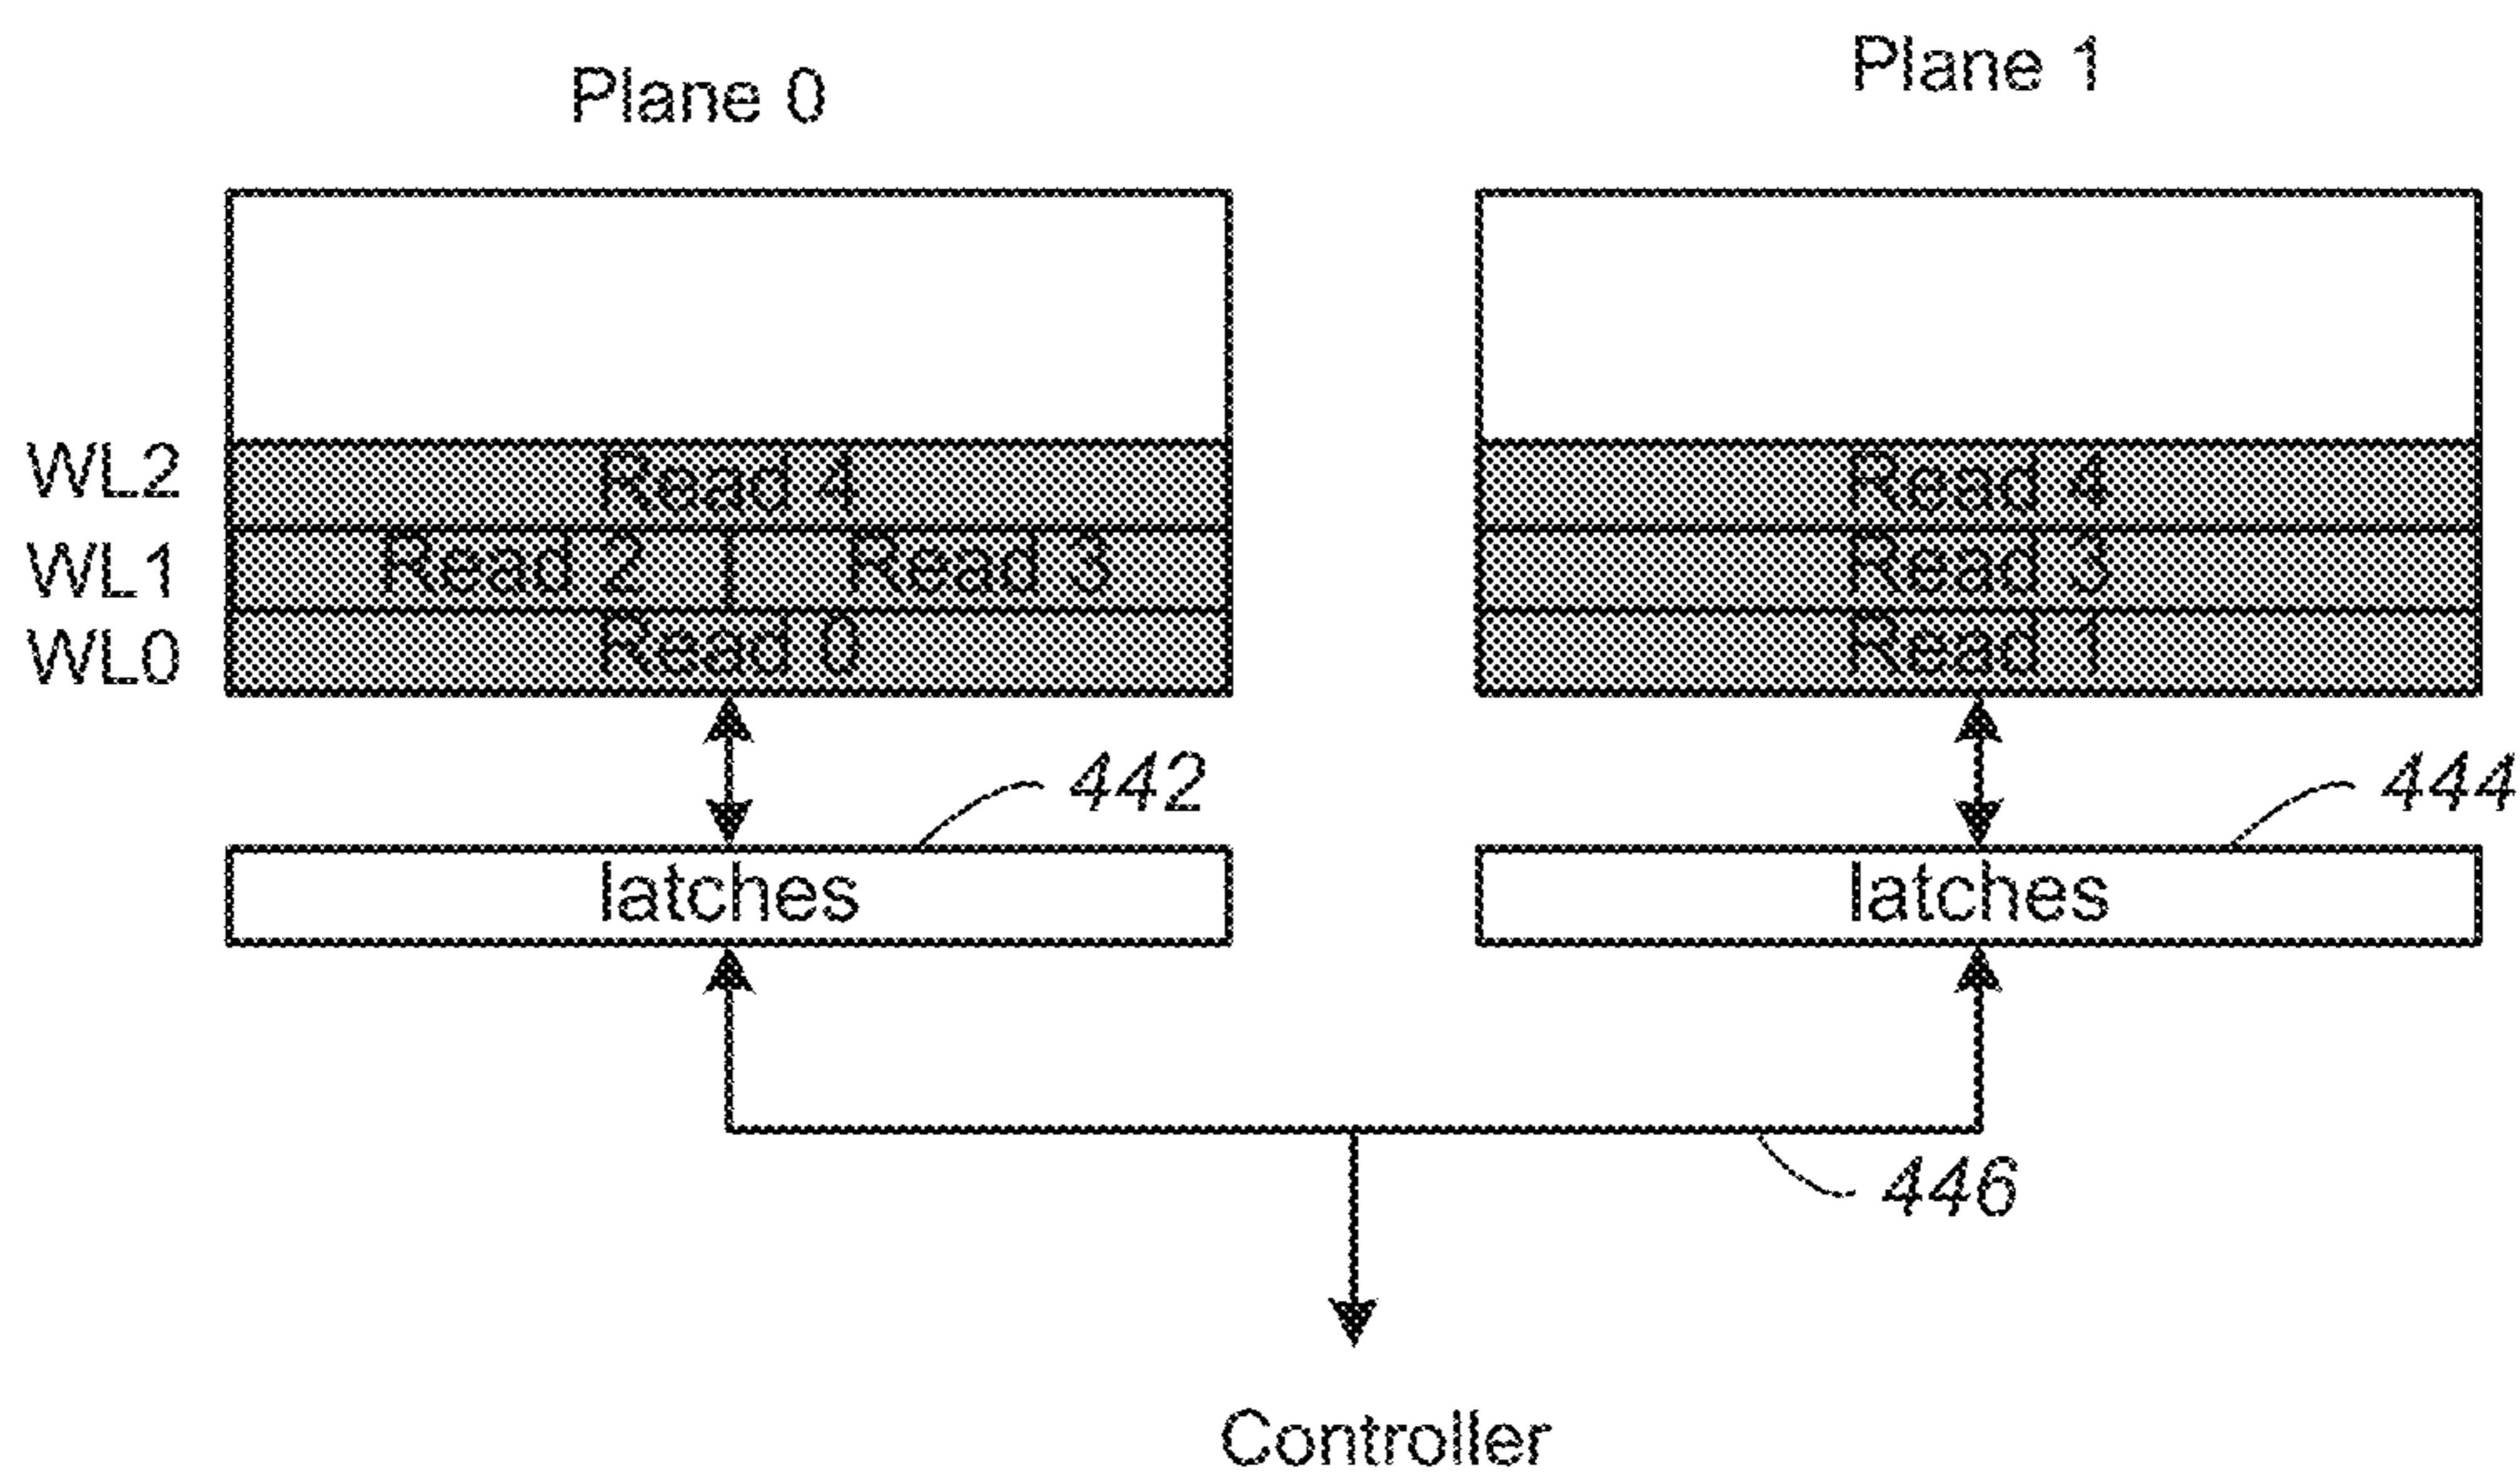 Plane 0 Plane 1
WL2 Read 4 Read 4
WL1 Read 2 Read 3 Read 3
WL0 Read 0 Read 1
442 444
latches latches
446
Controller